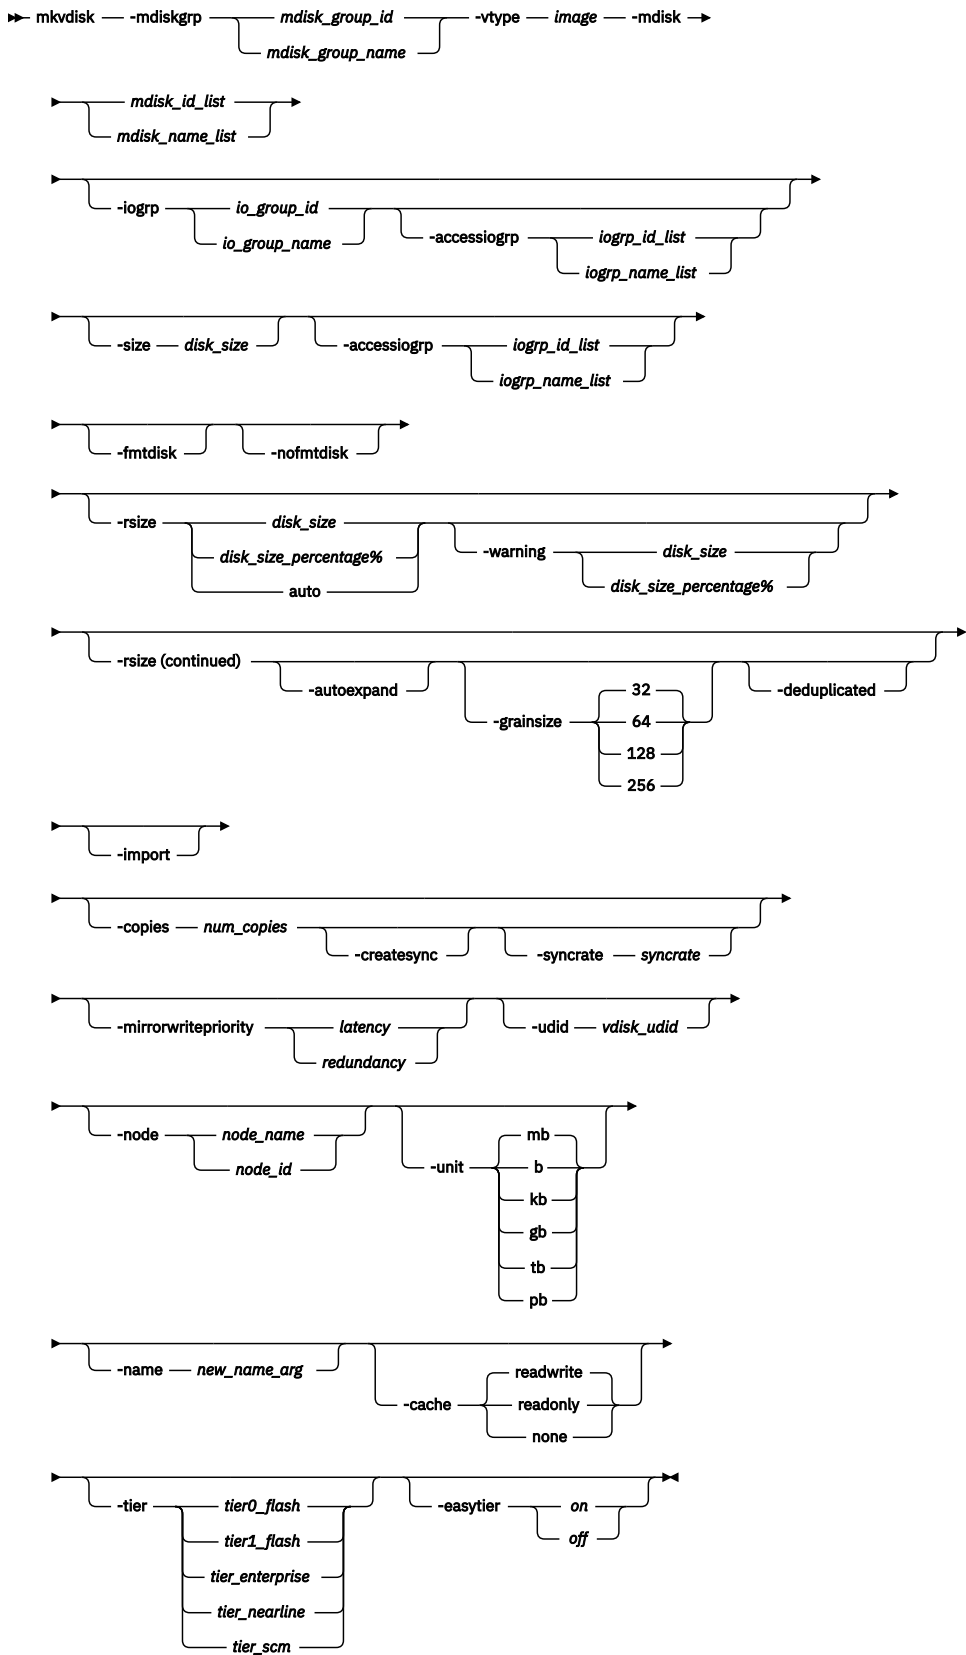 mkvdisk -mdiskgrp mdisk_group_id -vtype image -mdisk
mdisk_group_name
mdisk_id_list
mdisk_name_list
-iogrp io_group_id
io_group_name
-accessiogrp iogrp_id_list
iogrp_name_list
-size disk_size -accessiogrp iogrp_id_list
iogrp_name_list
-fmtdisk -nofmtdisk
-rsize disk_size
disk_size_percentage%
auto
-warning disk_size
disk_size_percentage%
-rsize (continued)
-autoexpand
-grainsize
32
64
128
256
-deduplicated
-import
-copies num_copies
-createsync -syncrate syncrate
-mirrorwritepriority latency -udid vdisk_udid
redundancy
-node node_name
node_id
-unit
mb
b
kb
gb
tb
pb
-name new_name_arg
-cache
readwrite
readonly
none
-tier tier0_flash -easytier on
tier1_flash off
tier_enterprise
tier_nearline
tier_scm